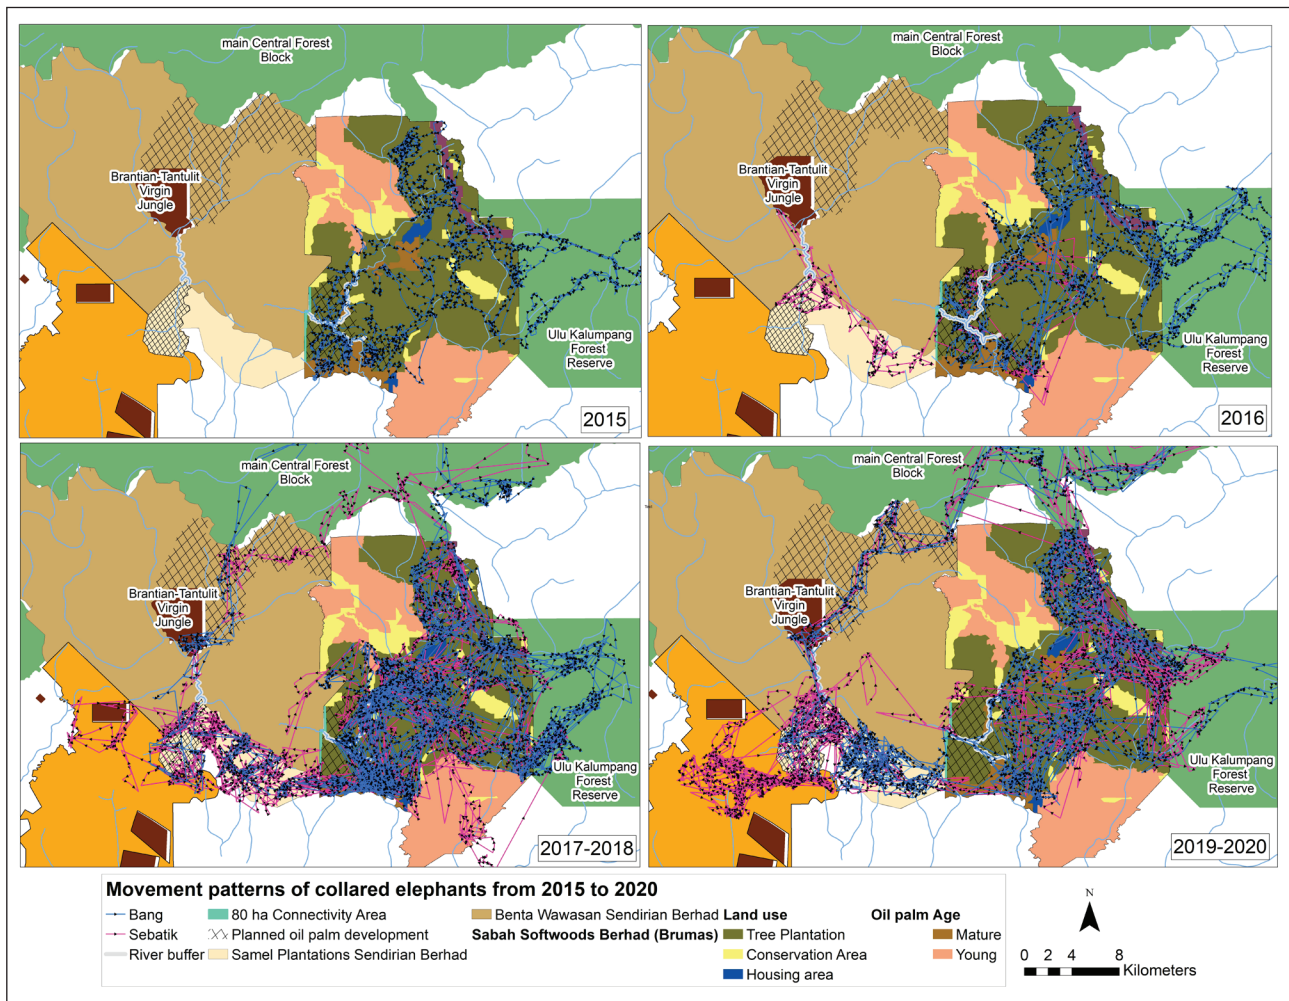 main Central Forest
Block
Brantian-Tantulit
Virgin
Jungle
Ulu Kalumpang
Forest
Reserve
2015
main Central Forest
Block
Brantian-Tantulit
Virgin
Jungle
Ulu Kalumpang
Forest
Reserve
2016
main Central Forest
Block
Brantian-Tantulit
Virgin
Jungle
Ulu Kalumpang
Forest
Reserve
2017-2018
main Central Forest
Block
Brantian-Tantulit
Virgin
Jungle
Ulu Kalumpang
Forest
Reserve
2019-2020
Movement patterns of collared elephants from 2015 to 2020
Bang
Sebatik
River buffer
80 ha Connectivity Area
Planned oil palm development
Samel Plantations Sendirian Berhad
Benta Wawasan Sendirian Berhad
Sabah Softwoods Berhad (Brumas)
Land use
Tree Plantation
Conservation Area
Housing area
Oil palm Age
Mature
Young
N
0 2 4 8
Kilometers